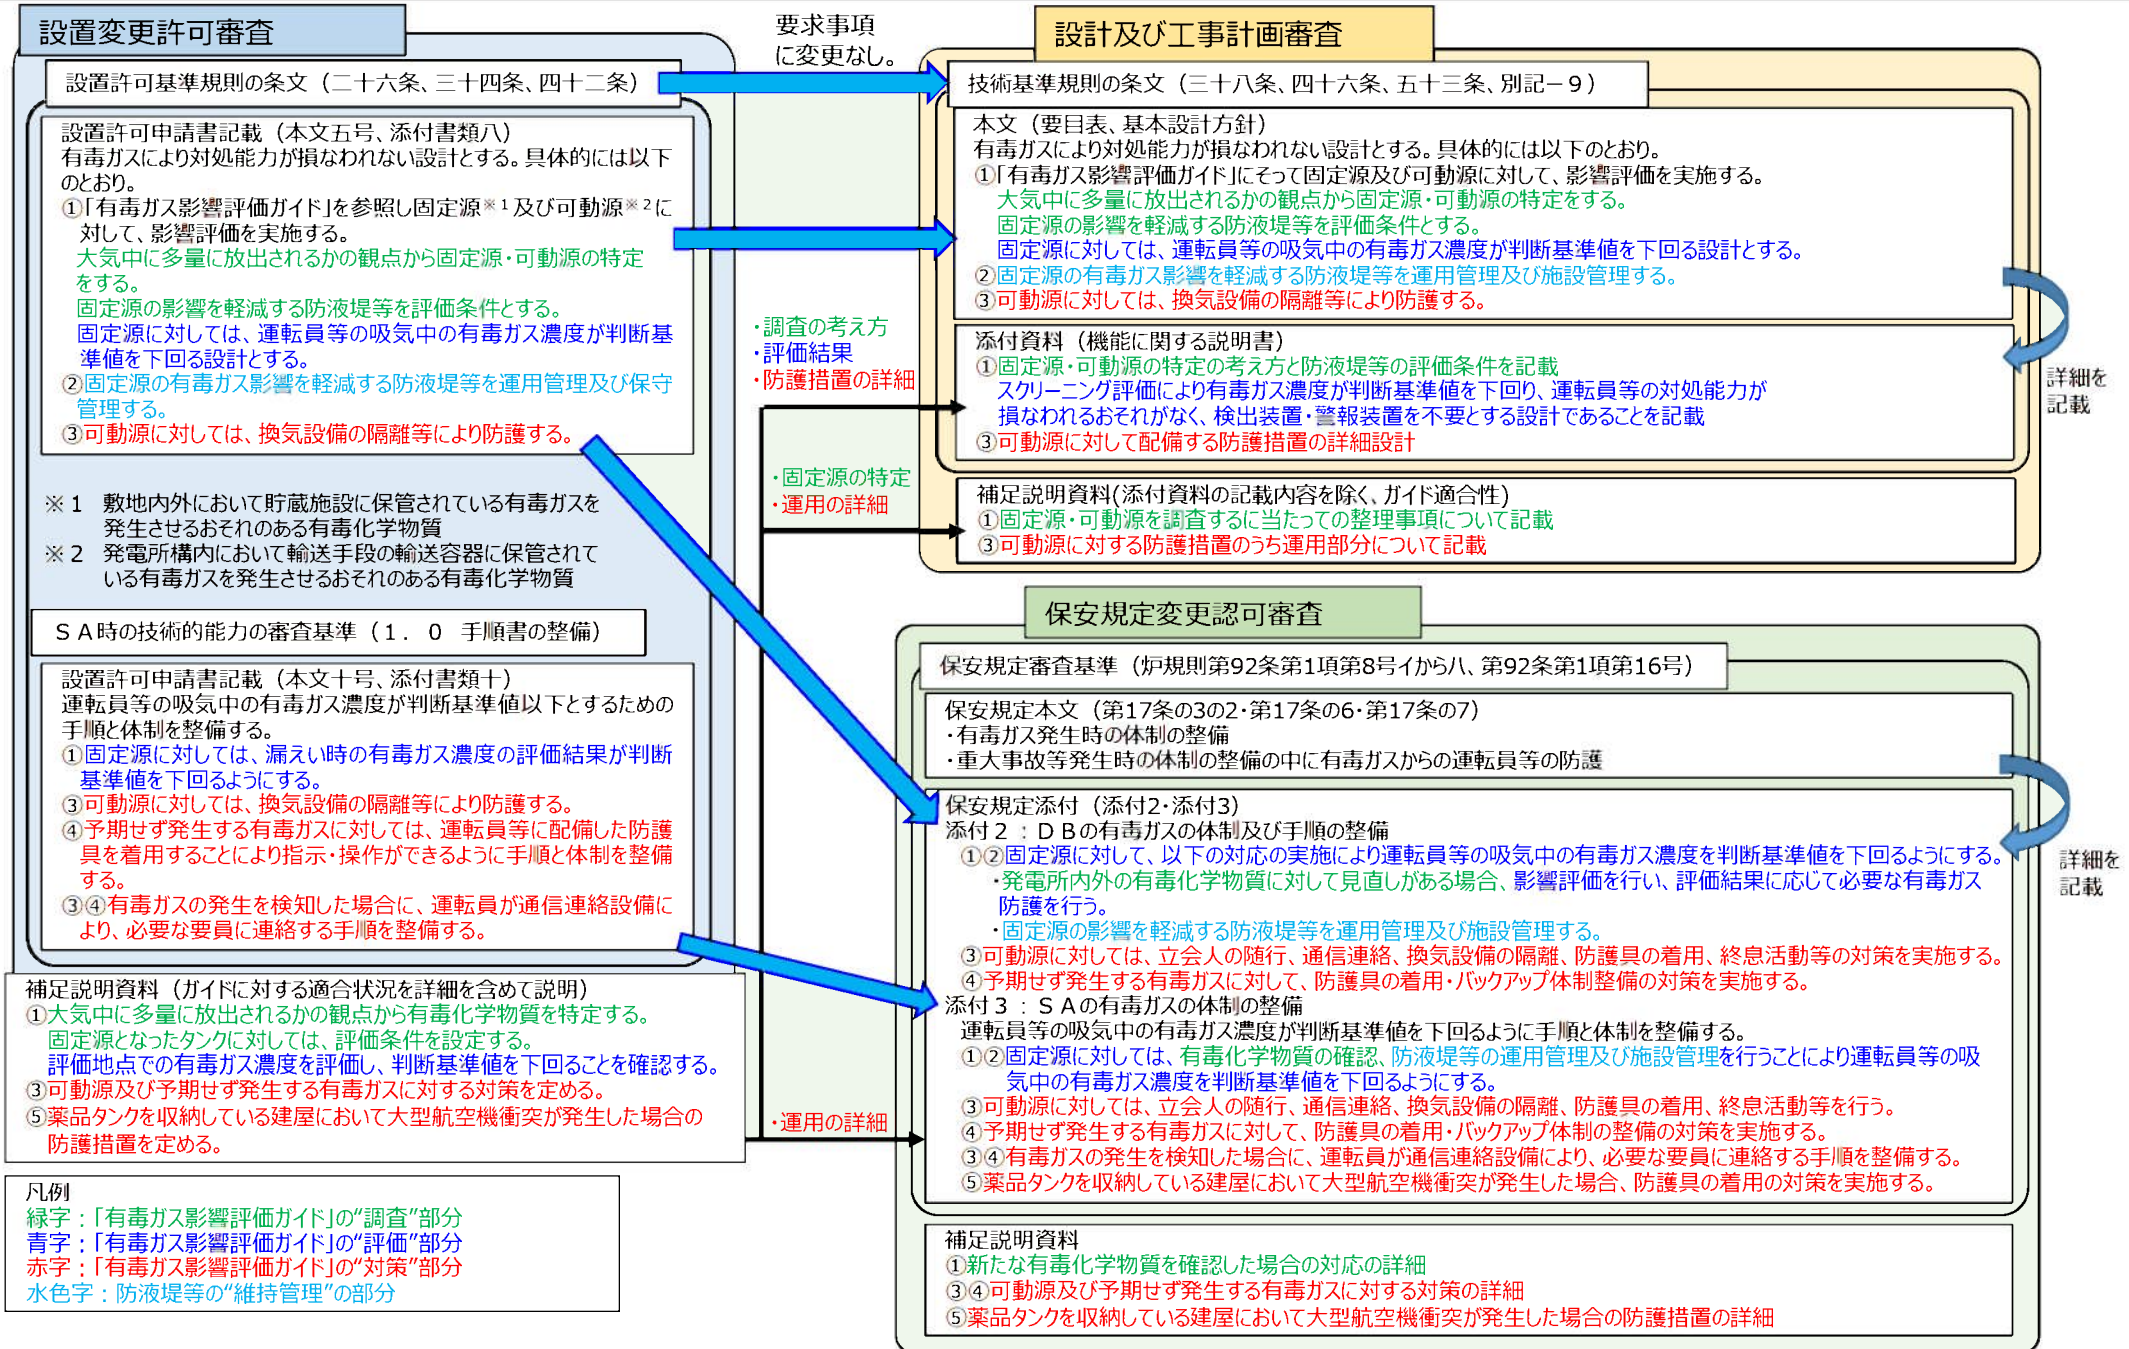 設置変更許可審査
設置許可基準規則の条文（二十六条、三十四条、四十二条）
設置許可申請書記載（本文五号、添付書類八）
有毒ガスにより対処能力が損なわれない設計とする。具体的には以下
のとおり。
①「有毒ガス影響評価ガイド」を参照し固定源※１及び可動源※２に
対して、影響評価を実施する。
大気中に多量に放出されるかの観点から固定源・可動源の特定
をする。
固定源の影響を軽減する防液堤等を評価条件とする。
固定源に対しては、運転員等の吸気中の有毒ガス濃度が判断基
準値を下回る設計とする。
②固定源の有毒ガス影響を軽減する防液堤等を運用管理及び保守
管理する。
③可動源に対しては、換気設備の隔離等により防護する。
※１ 敷地内外において貯蔵施設に保管されている有毒ガスを
発生させるおそれのある有毒化学物質
※２ 発電所構内において輸送手段の輸送容器に保管されて
いる有毒ガスを発生させるおそれのある有毒化学物質
ＳＡ時の技術的能力の審査基準（１．０ 手順書の整備）
設置許可申請書記載（本文十号、添付書類十）
運転員等の吸気中の有毒ガス濃度が判断基準値以下とするための
手順と体制を整備する。
①固定源に対しては、漏えい時の有毒ガス濃度の評価結果が判断
基準値を下回るようにする。
③可動源に対しては、換気設備の隔離等により防護する。
④予期せず発生する有毒ガスに対しては、運転員等に配備した防護
具を着用することにより指示・操作ができるように手順と体制を整備
する。
③④有毒ガスの発生を検知した場合に、運転員が通信連絡設備に
より、必要な要員に連絡する手順を整備する。
補足説明資料（ガイドに対する適合状況を詳細を含めて説明）
①大気中に多量に放出されるかの観点から有毒化学物質を特定する。
固定源となったタンクに対しては、評価条件を設定する。
評価地点での有毒ガス濃度を評価し、判断基準値を下回ることを確認する。
③可動源及び予期せず発生する有毒ガスに対する対策を定める。
⑤薬品タンクを収納している建屋において大型航空機衝突が発生した場合の
防護措置を定める。
凡例
緑字：「有毒ガス影響評価ガイド」の“調査”部分
青字：「有毒ガス影響評価ガイド」の“評価”部分
赤字：「有毒ガス影響評価ガイド」の“対策”部分
水色字：防液堤等の“維持管理”の部分
要求事項
に変更なし。
・調査の考え方
・評価結果
・防護措置の詳細
・固定源の特定
・運用の詳細
・運用の詳細
設計及び工事計画審査
技術基準規則の条文（三十八条、四十六条、五十三条、別記－９）
本文（要目表、基本設計方針）
有毒ガスにより対処能力が損なわれない設計とする。具体的には以下のとおり。
①「有毒ガス影響評価ガイド」にそって固定源及び可動源に対して、影響評価を実施する。
大気中に多量に放出されるかの観点から固定源・可動源の特定をする。
固定源の影響を軽減する防液堤等を評価条件とする。
固定源に対しては、運転員等の吸気中の有毒ガス濃度が判断基準値を下回る設計とする。
②固定源の有毒ガス影響を軽減する防液堤等を運用管理及び施設管理する。
③可動源に対しては、換気設備の隔離等により防護する。
添付資料（機能に関する説明書）
①固定源・可動源の特定の考え方と防液堤等の評価条件を記載
スクリーニング評価により有毒ガス濃度が判断基準値を下回り、運転員等の対処能力が
損なわれるおそれがなく、検出装置・警報装置を不要とする設計であることを記載
③可動源に対して配備する防護措置の詳細設計
詳細を
記載
補足説明資料(添付資料の記載内容を除く、ガイド適合性)
①固定源・可動源を調査するに当たっての整理事項について記載
③可動源に対する防護措置のうち運用部分について記載
保安規定変更認可審査
保安規定審査基準（炉規則第92条第1項第8号イからハ、第92条第1項第16号）
保安規定本文（第17条の3の2・第17条の6・第17条の7）
・有毒ガス発生時の体制の整備
・重大事故等発生時の体制の整備の中に有毒ガスからの運転員等の防護
保安規定添付（添付2・添付3）
添付２：ＤＢの有毒ガスの体制及び手順の整備
①②固定源に対して、以下の対応の実施により運転員等の吸気中の有毒ガス濃度を判断基準値を下回るようにする。
・発電所内外の有毒化学物質に対して見直しがある場合、影響評価を行い、評価結果に応じて必要な有毒ガス
防護を行う。
・固定源の影響を軽減する防液堤等を運用管理及び施設管理する。
③可動源に対しては、立会人の随行、通信連絡、換気設備の隔離、防護具の着用、終息活動等の対策を実施する。
④予期せず発生する有毒ガスに対して、防護具の着用・バックアップ体制整備の対策を実施する。
添付３：ＳＡの有毒ガスの体制の整備
運転員等の吸気中の有毒ガス濃度が判断基準値を下回るように手順と体制を整備する。
①②固定源に対しては、有毒化学物質の確認、防液堤等の運用管理及び施設管理を行うことにより運転員等の吸
気中の有毒ガス濃度を判断基準値を下回るようにする。
③可動源に対しては、立会人の随行、通信連絡、換気設備の隔離、防護具の着用、終息活動等を行う。
④予期せず発生する有毒ガスに対して、防護具の着用・バックアップ体制の整備の対策を実施する。
③④有毒ガスの発生を検知した場合に、運転員が通信連絡設備により、必要な要員に連絡する手順を整備する。
⑤薬品タンクを収納している建屋において大型航空機衝突が発生した場合、防護具の着用の対策を実施する。
詳細を
記載
補足説明資料
①新たな有毒化学物質を確認した場合の対応の詳細
③④可動源及び予期せず発生する有毒ガスに対する対策の詳細
⑤薬品タンクを収納している建屋において大型航空機衝突が発生した場合の防護措置の詳細